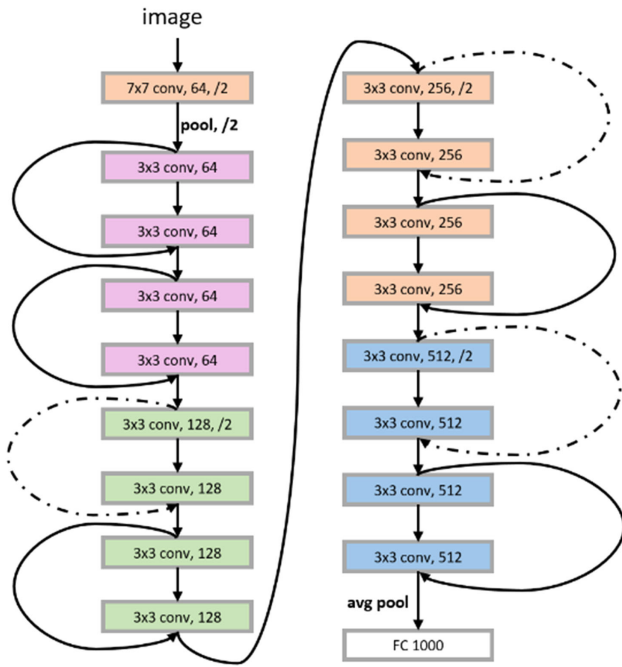 image
7x7 conv, 64, /2
pool, /2
3x3 conv, 64
3x3 conv, 64
3x3 conv, 64
3x3 conv, 64
3x3 conv, 128, /2
3x3 conv, 128
3x3 conv, 128
3x3 conv, 128
3x3 conv, 256, /2
3x3 conv, 256
3x3 conv, 256
3x3 conv, 256
3x3 conv, 512, /2
3x3 conv, 512
3x3 conv, 512
3x3 conv, 512
avg pool
FC 1000